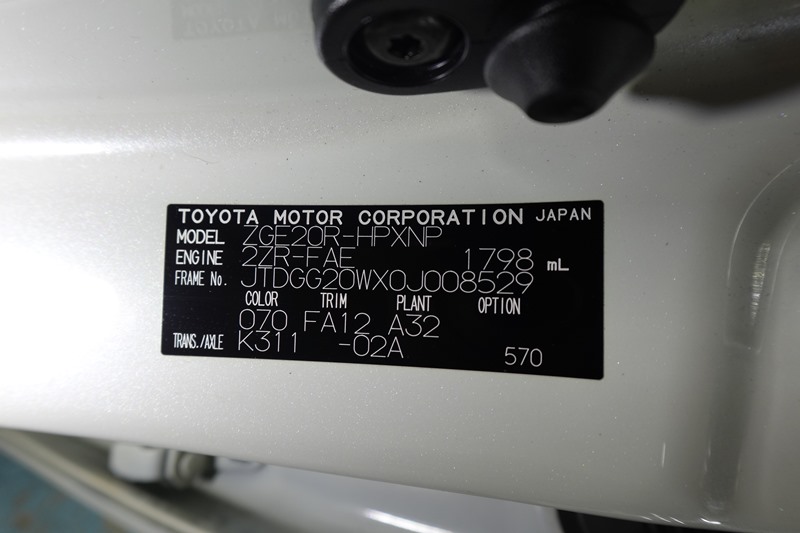 TOYOTA MOTOR CORPORATION JAPAN
MODEL ZGE20R-HPXNP
ENGINE 2ZR-FAE 1798 mL
FRAME No. JTDGG20WX0J008529
COLOR TRIM PLANT OPTION
070 FA12 A32
TRANS./AXLE K311 -02A 570